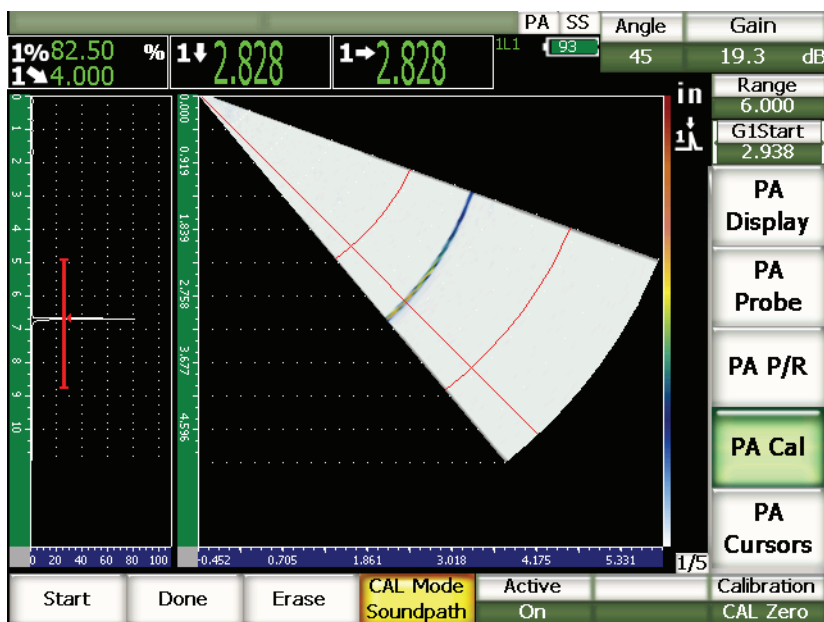 PA SS Angle Gain
1L1 93 45 19.3 dB
1% 82.50 % 1 2.828 1 2.828
1 4.000
in
Range
6.000
G1Start
2.938
PA
Display
PA
Probe
PA P/R
PA Cal
PA
Cursors
0 1 2 3 4 5 6 7 8 9 10
0.000 0.919 1.839 2.758 3.677 4.596
0 20 40 60 80 100
-0.452 0.705 1.861 3.018 4.175 5.331
1/5
Start Done Erase CAL Mode Active Calibration
Soundpath On CAL Zero